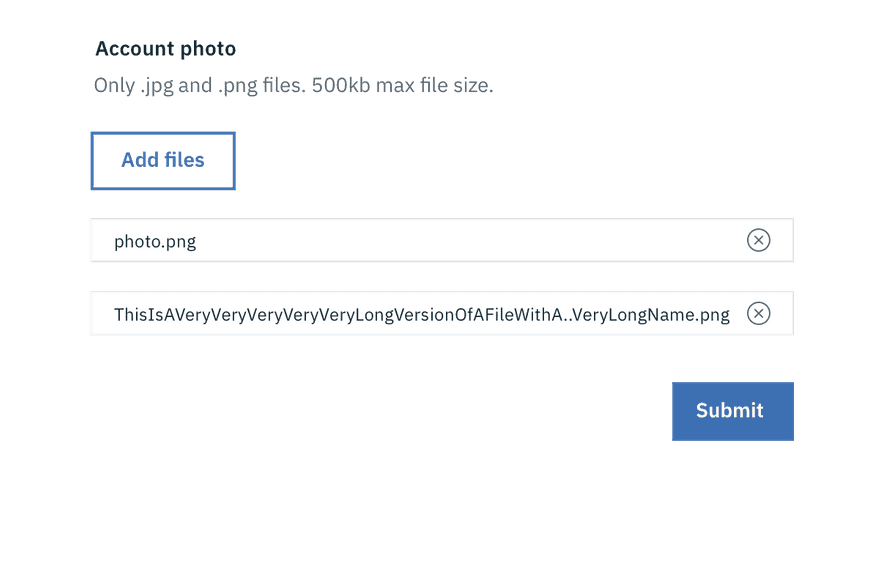 Account photo
Only .jpg and .png files. 500kb max file size.
Add files
photo.png
ThisIsAVeryVeryVeryVeryVeryLongVersionOfAFileWithA..VeryLongName.png
Submit